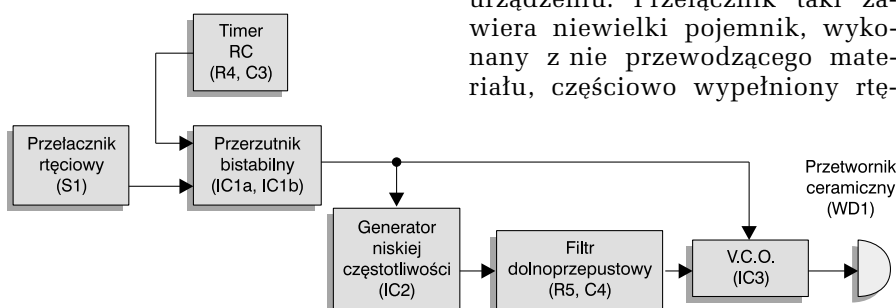 urządzeniu. Przełącznik taki za-
wiera niewielki pojemnik, wyko-
nany z nie przewodzącego mate-
riału, częściowo wypełniony rtę-
Timer
RC
(R4, C3)
Przełacznik
rtęciowy
(S1)
Przerzutnik
bistabilny
(IC1a, IC1b)
Przetwornik
ceramiczny
(WD1)
Generator
niskiej
częstotliwości
(IC2)
Filtr
dolnoprzepustowy
(R5, C4)
V.C.O.
(IC3)